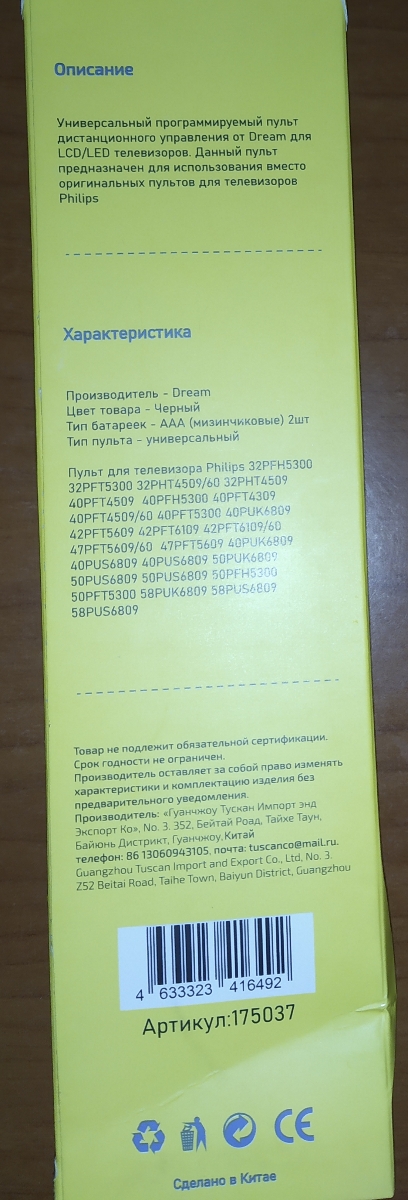 Описание
Универсальный программируемый пульт
дистанционного управления от Dream для
LCD/LED телевизоров. Данный пульт
предназначен для использования вместо
оригинальных пультов для телевизоров
Philips
Характеристика
Производитель - Dream
Цвет товара - Черный
Тип батареек - AAA (мизинчиковые) 2шт
Тип пульта - универсальный
Пульт для телевизора Philips 32PFH5300
32PFT5300 32PHT4509/60 32PHT4509
40PFT4509 40PFH5300 40PFT4309
40PFT4509/60 40PFT5300 40PUK6809
42PFT5609 42PFT6109 42PFT6109/60
47PFT5609/60 47PFT5609 40PUK6809
40PUS6809 40PUS6809 50PUK6809
50PUS6809 50PUS6809 50PFH5300
50PFT5300 58PUK6809 58PUS6809
58PUS6809
Товар не подлежит обязательной сертификации.
Срок годности не ограничен.
Производитель оставляет за собой право изменять
характеристики и комплектацию изделия без
предварительного уведомления.
Производитель: «Гуанчжоу Тускан Импорт энд
Экспорт Ко», No. 3. 352, Бейтай Роад, Тайхе Таун,
Байюнь Дистрикт, Гуанчжоу, Китай
телефон: 86 13060943105, почта: tuscanco@mail.ru.
Guangzhou Tuscan Import and Export Co., Ltd, No. 3.
Z52 Beitai Road, Taihe Town, Baiyun District, Guangzhou
4 633323 416492
Артикул:175037
CE
Сделано в Китае